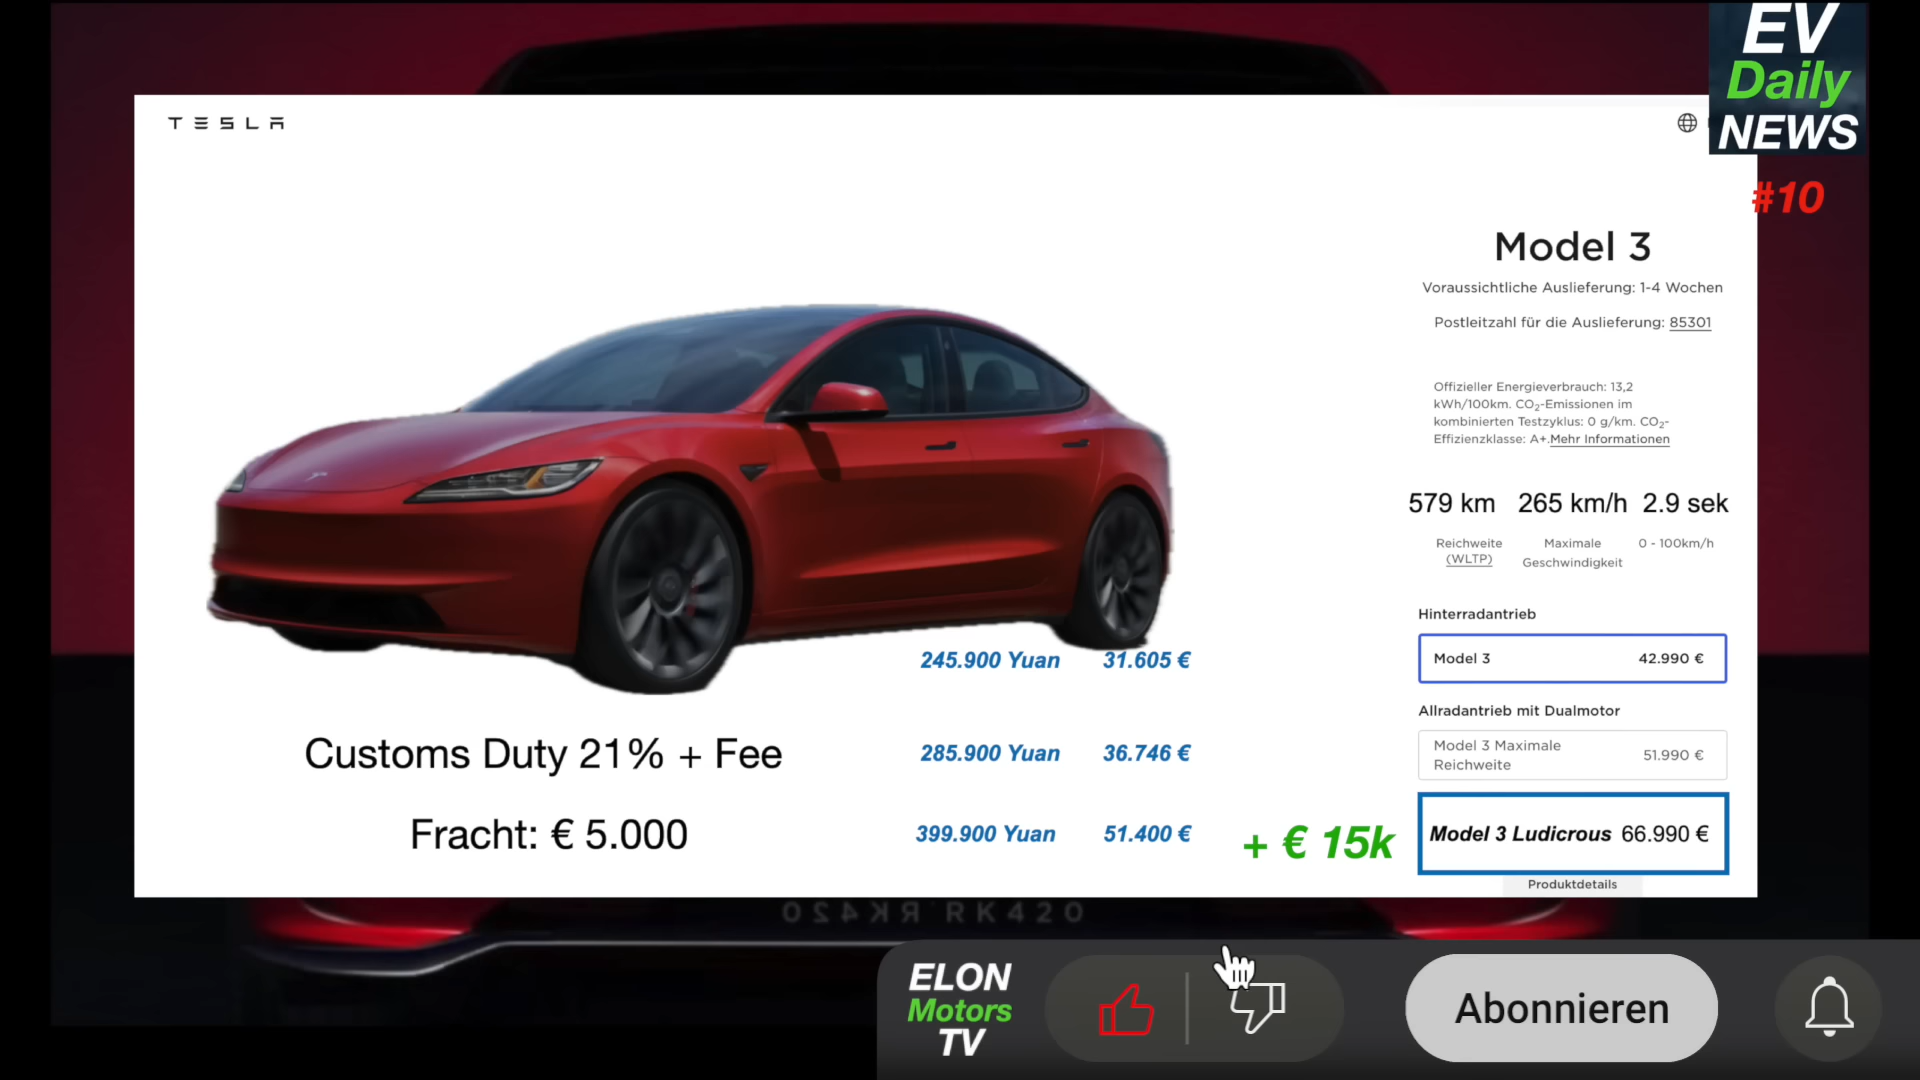 EV
Daily
NEWS
#10
TESLA
Model 3
Voraussichtliche Auslieferung: 1-4 Wochen
Postleitzahl für die Auslieferung: 85301
Offizieller Energieverbrauch: 13,2
kWh/100km. CO₂-Emissionen im
kombinierten Testzyklus: 0 g/km. CO₂-
Effizienzklasse: A+.Mehr Informationen
579 km 265 km/h 2.9 sek
Reichweite
(WLTP)
Maximale
Geschwindigkeit
0 - 100km/h
Hinterradantrieb
Model 3 42.990 €
Allradantrieb mit Dualmotor
Model 3 Maximale
Reichweite
51.990 €
Model 3 Ludicrous 66.990 €
Produktdetails
245.900 Yuan 31.605 €
Customs Duty 21% + Fee
285.900 Yuan 36.746 €
Fracht: € 5.000
399.900 Yuan 51.400 €
+ € 15k
RK420
ELON
Motors
TV
Abonnieren